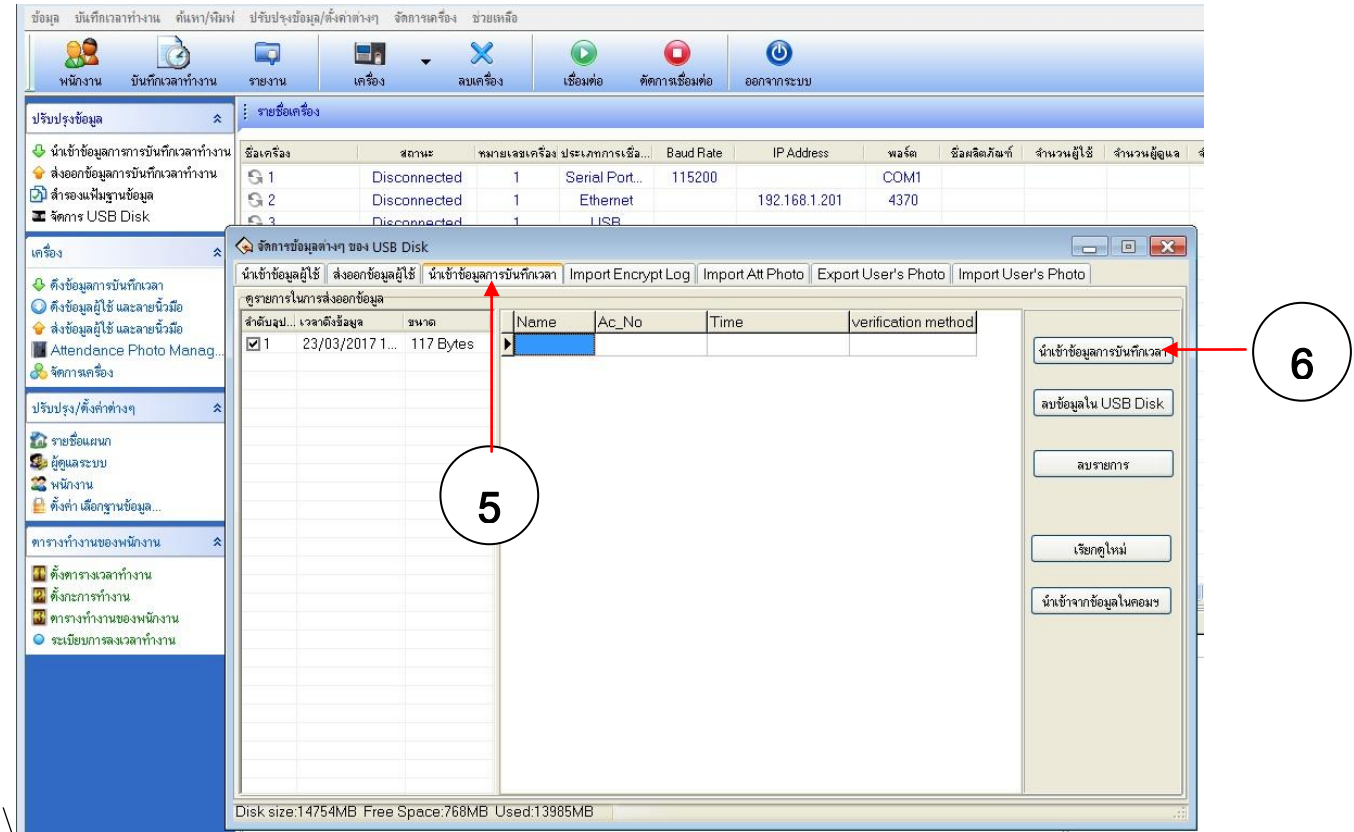 ข้อมูล บันทึกเวลาทำงาน ค้นหา/พิมพ์ ปรับปรุงข้อมูล/ตั้งค่าต่างๆ จัดการเครื่อง ช่วยเหลือ
พนักงาน บันทึกเวลาทำงาน รายงาน เครื่อง ลบเครื่อง เชื่อมต่อ ตัดการเชื่อมต่อ ออกจากระบบ
ปรับปรุงข้อมูล
นำเข้าข้อมูลการการบันทึกเวลาทำงาน
ส่งออกข้อมูลการบันทึกเวลาทำงาน
สำรองแฟ้มฐานข้อมูล
จัดการ USB Disk
เครื่อง
ดึงข้อมูลการบันทึกเวลา
ดึงข้อมูลผู้ใช้ และลายนิ้วมือ
ส่งข้อมูลผู้ใช้ และลายนิ้วมือ
Attendance Photo Manag...
จัดการเครื่อง
ปรับปรุง/ตั้งค่าต่างๆ
รายชื่อแผนก
ผู้ดูแลระบบ
พนักงาน
ตั้งค่า เลือกฐานข้อมูล...
ตารางทำงานของพนักงาน
ตั้งตารางเวลาทำงาน
ตั้งกะการทำงาน
ตารางทำงานของพนักงาน
ระเบียบการลงเวลาทำงาน
รายชื่อเครื่อง
ชื่อเครื่อง สถานะ หมายเลขเครื่อง ประเภทการเชื่อ... Baud Rate IP Address พอร์ต ชื่อผลิตภัณฑ์ จำนวนผู้ใช้ จำนวนผู้ดูแล
1 Disconnected 1 Serial Port... 115200 COM1
2 Disconnected 1 Ethernet 192.168.1.201 4370
3 Disconnected 1 USB
จัดการข้อมูลต่างๆ ของ USB Disk
นำเข้าข้อมูลผู้ใช้ ส่งออกข้อมูลผู้ใช้ นำเข้าข้อมูลการบันทึกเวลา Import Encrypt Log Import Att Photo Export User's Photo Import User's Photo
ดูรายการในการส่งออกข้อมูล
ลำดับอุป... เวลาดึงข้อมูล ขนาด Name Ac_No Time verification method
1 23/03/2017 1... 117 Bytes
นำเข้าข้อมูลการบันทึกเวลา
ลบข้อมูลใน USB Disk
ลบรายการ
เรียกดูใหม่
นำเข้าจากข้อมูลในคอมฯ
5
6
Disk size:14754MB Free Space:768MB Used:13985MB
\